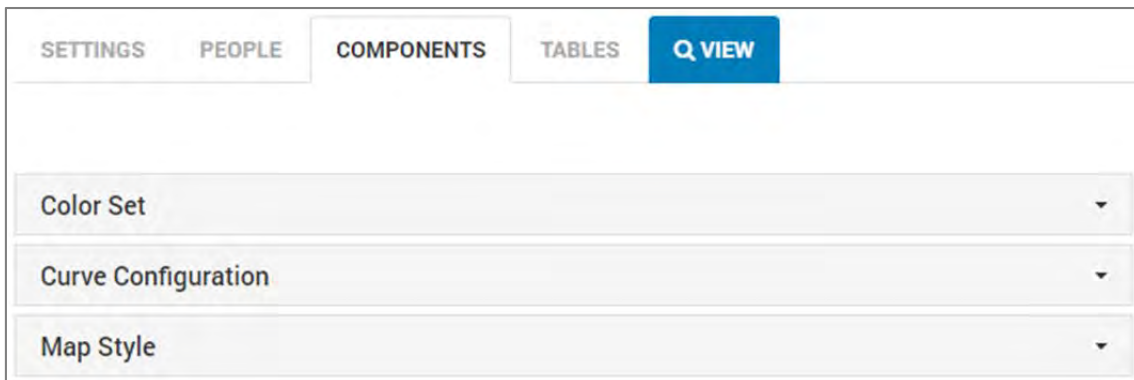 SETTINGS PEOPLE COMPONENTS TABLES VIEW
Color Set
Curve Configuration
Map Style